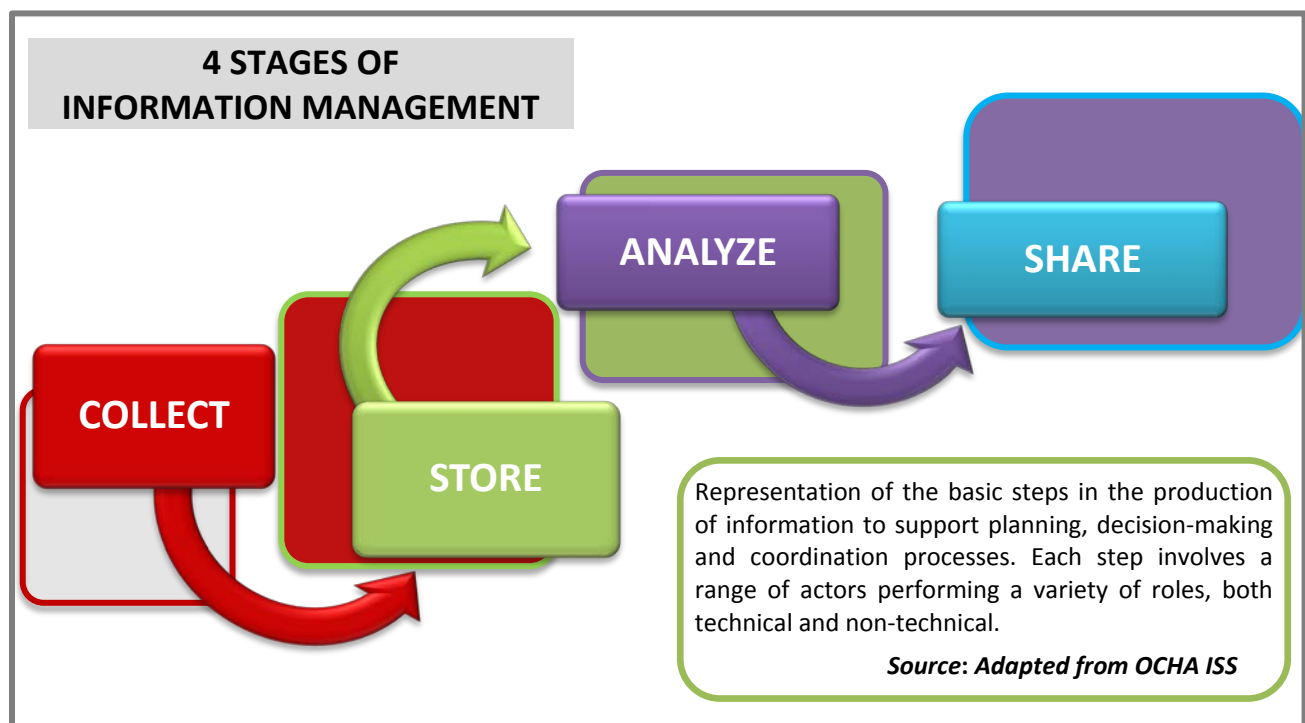 4 STAGES OF
INFORMATION MANAGEMENT
COLLECT
STORE
ANALYZE
SHARE
Representation of the basic steps in the production
of information to support planning, decision-making
and coordination processes. Each step involves a
range of actors performing a variety of roles, both
technical and non-technical.
Source: Adapted from OCHA ISS